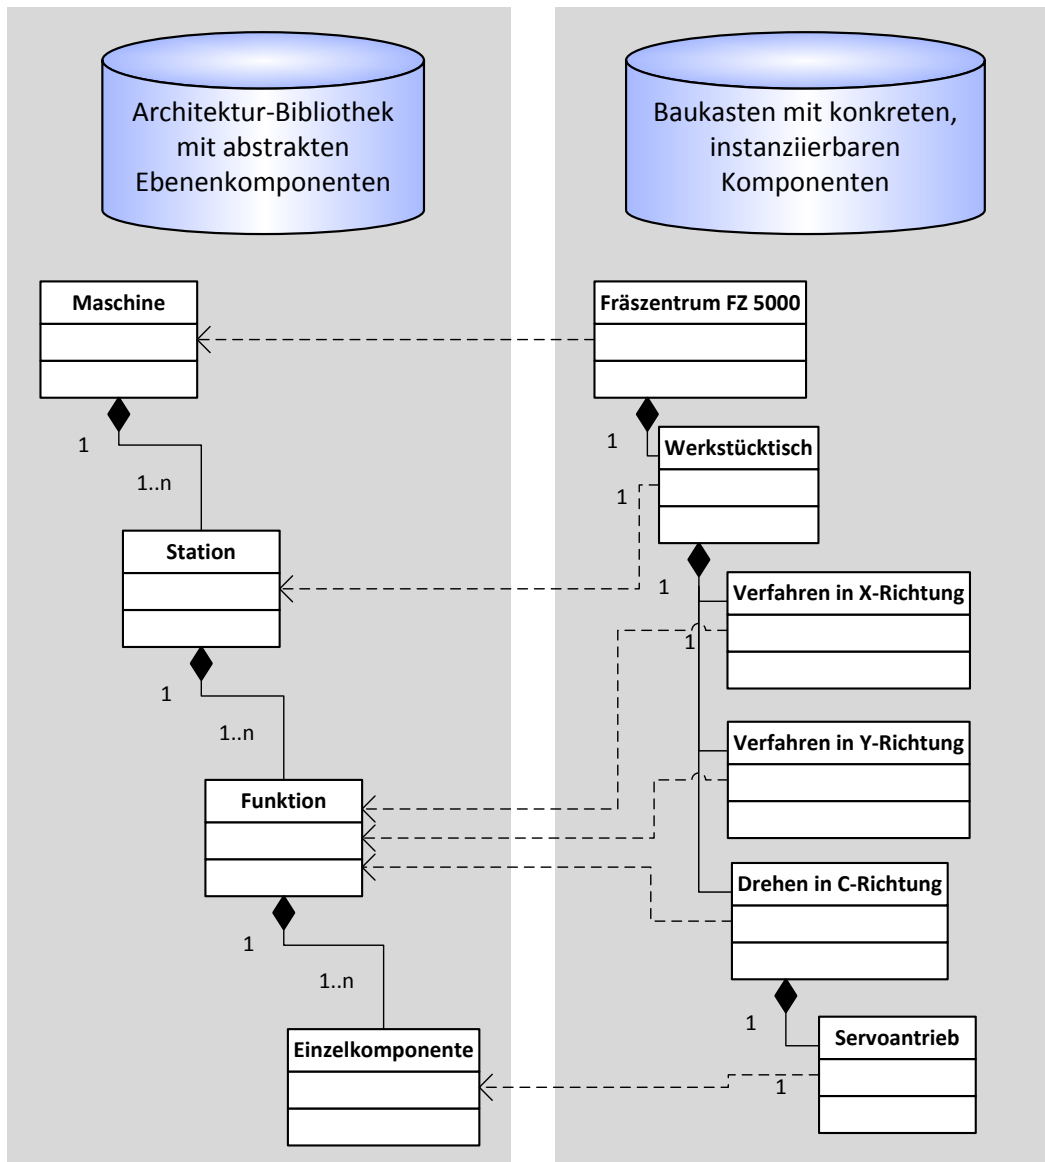 Architektur-Bibliothek
mit abstrakten
Ebenenkomponenten
Maschine
1
1..n
Station
1
1..n
Funktion
1
1..n
Einzelkomponente
Baukasten mit konkreten,
instanziierbaren
Komponenten
Fräszentrum FZ 5000
1
Werkstücktisch
1
1
Verfahren in X-Richtung
1
Verfahren in Y-Richtung
Drehen in C-Richtung
1
Servoantrieb
1